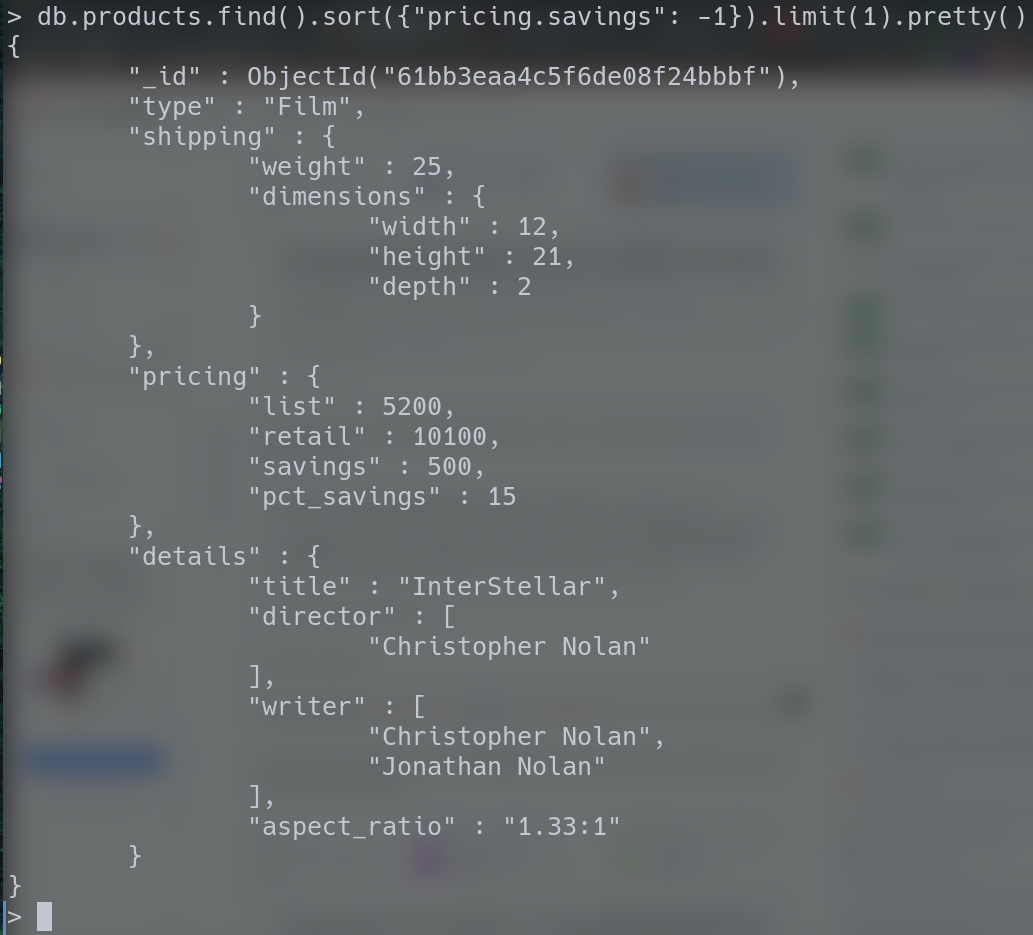 > db.products.find().sort({"pricing.savings": -1}).limit(1).pretty()
{
        "_id" : ObjectId("61bb3eaa4c5f6de08f24bbbf"),
        "type" : "Film",
        "shipping" : {
                "weight" : 25,
                "dimensions" : {
                        "width" : 12,
                        "height" : 21,
                        "depth" : 2
                }
        },
        "pricing" : {
                "list" : 5200,
                "retail" : 10100,
                "savings" : 500,
                "pct_savings" : 15
        },
        "details" : {
                "title" : "InterStellar",
                "director" : [
                        "Christopher Nolan"
                ],
                "writer" : [
                        "Christopher Nolan",
                        "Jonathan Nolan"
                ],
                "aspect_ratio" : "1.33:1"
        }
}
>